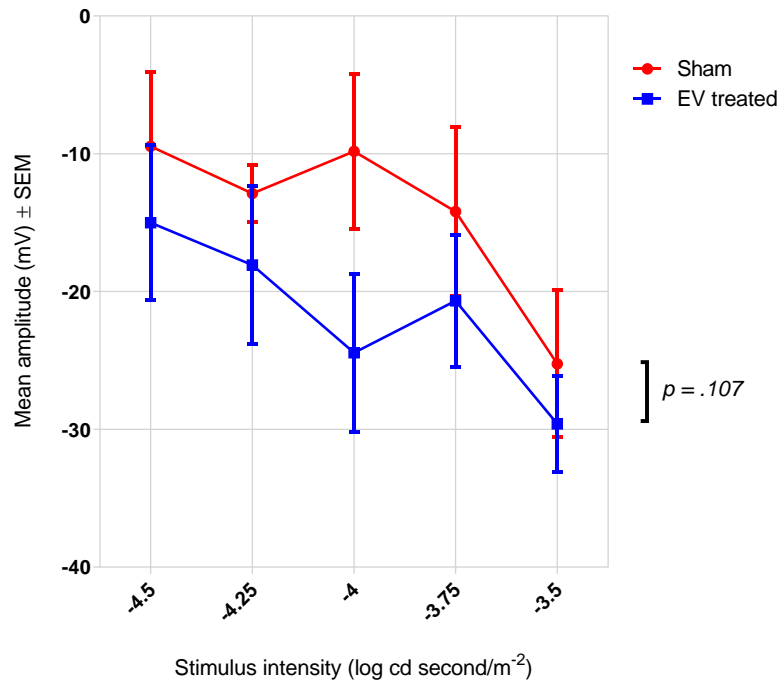 0
-10
-20
-30
-40
Mean amplitude (mV) ± SEM
Sham
EV treated
p = .107
-4.5
-4.25
-4
-3.75
-3.5
Stimulus intensity (log cd second/m⁻²)